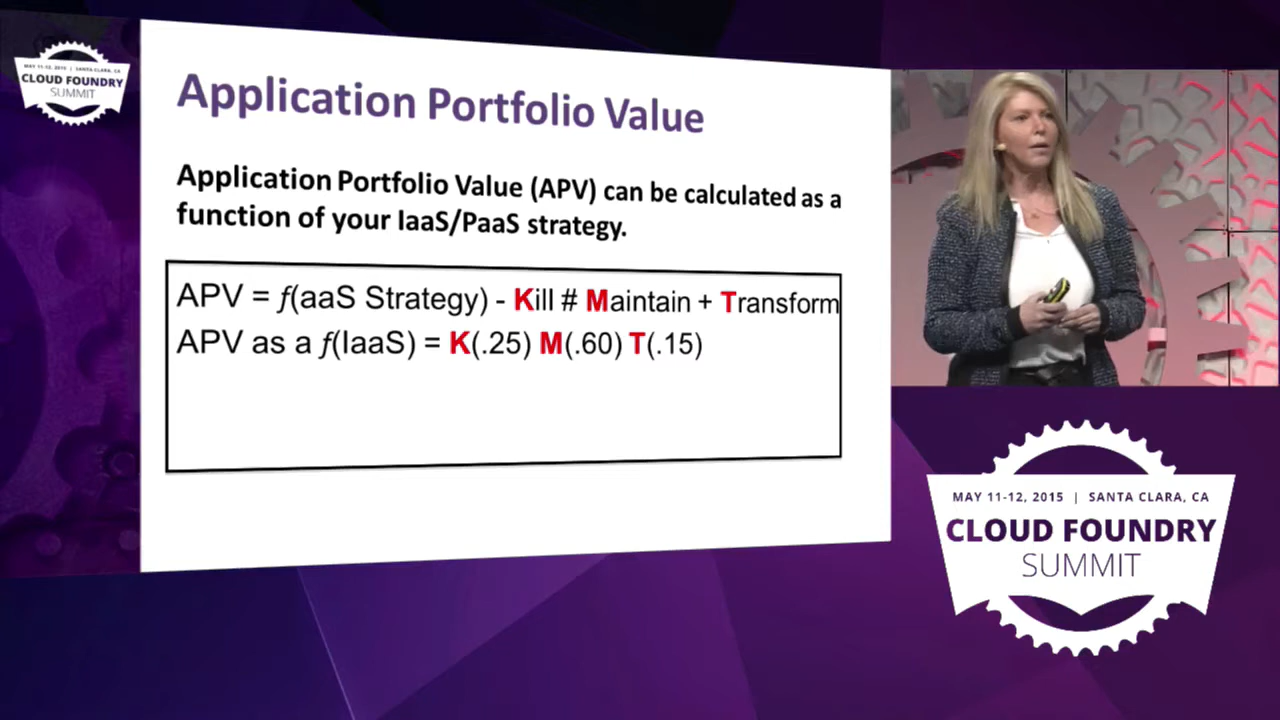 MAY 11-12, 2015 | SANTA CLARA, CA
CLOUD FOUNDRY
SUMMIT
Application Portfolio Value
Application Portfolio Value (APV) can be calculated as a
function of your IaaS/PaaS strategy.
APV = f(aaS Strategy) - Kill # Maintain + Transform
APV as a f(IaaS) = K(.25) M(.60) T(.15)
MAY 11-12, 2015 | SANTA CLARA, CA
CLOUD FOUNDRY
SUMMIT